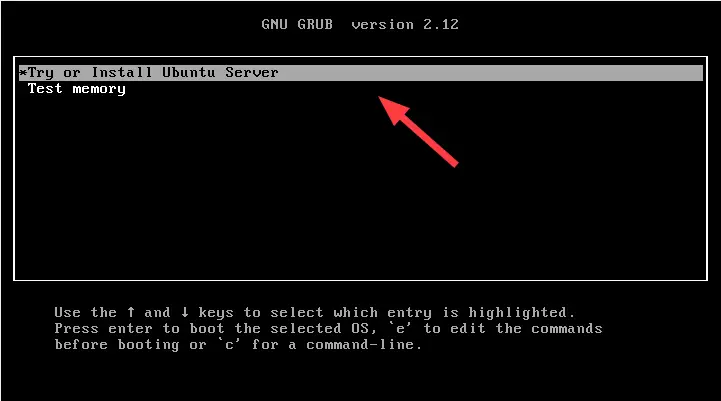 GNU GRUB  version 2.12
*Try or Install Ubuntu Server
Test memory
Use the ↑ and ↓ keys to select which entry is highlighted.
Press enter to boot the selected OS, `e' to edit the commands
before booting or `c' for a command-line.